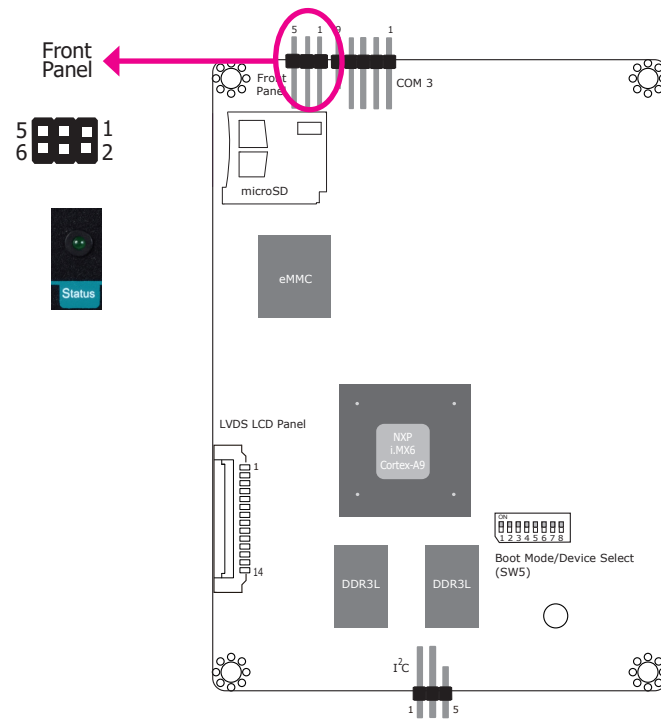 5 1 9 1
Front
Panel
Front
Panel
COM 3
5 1
6 2
microSD
Status
eMMC
LVDS LCD Panel
1
14
NXP
i.MX6
Cortex-A9
ON
1 2 3 4 5 6 7 8
Boot Mode/Device Select
(SW5)
DDR3L DDR3L
I²C
1 5